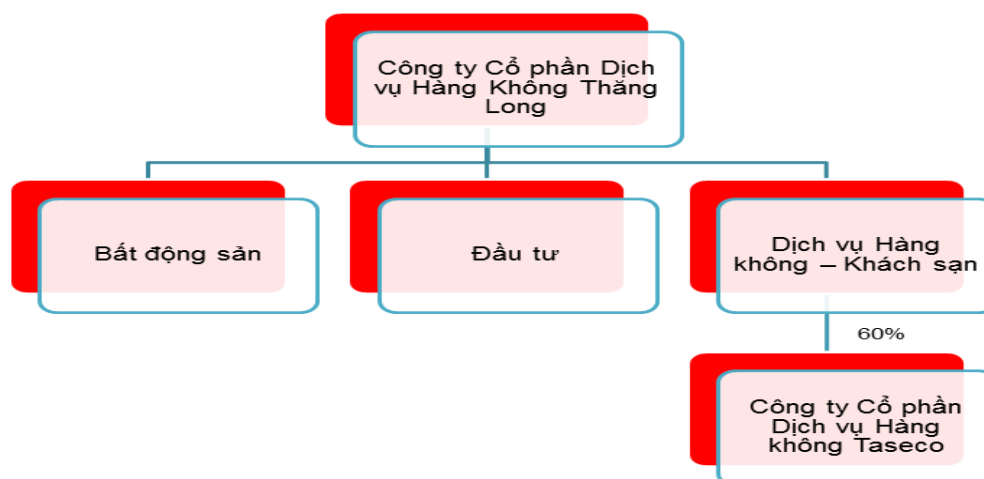 Công ty Cổ phần Dịch
vụ Hàng Không Thăng
Long
Bất động sản
Đầu tư
Dịch vụ Hàng
không – Khách sạn
60%
Công ty Cổ phần
Dịch vụ Hàng
không Taseco